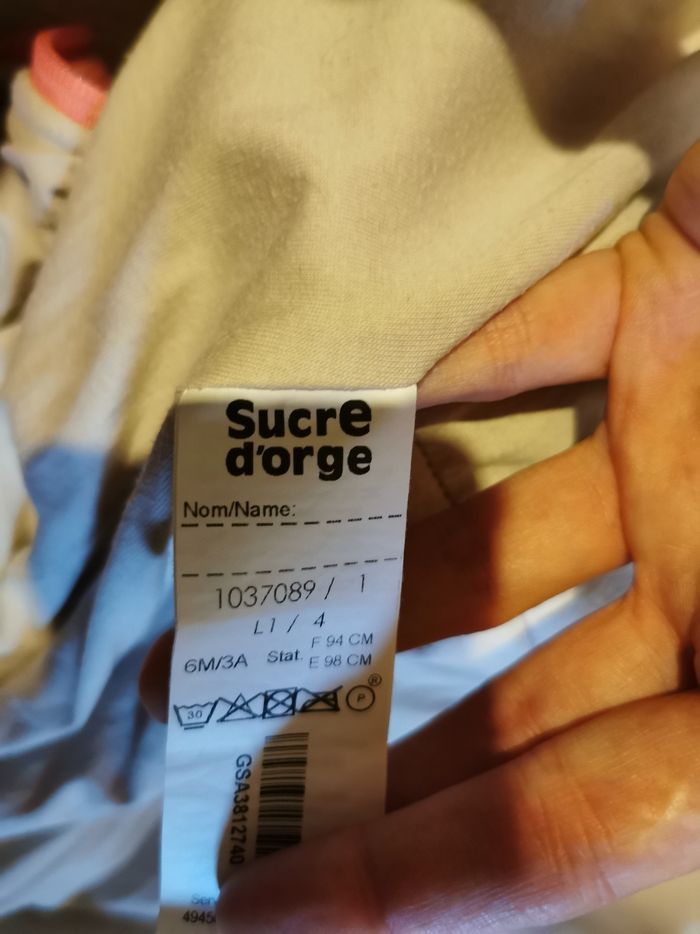 Sucre
d'orge
Nom/Name:
1037089 / 1
L1 / 4
6M/3A Stat. F 94 CM
E 98 CM
30
P
®
GSA3812740